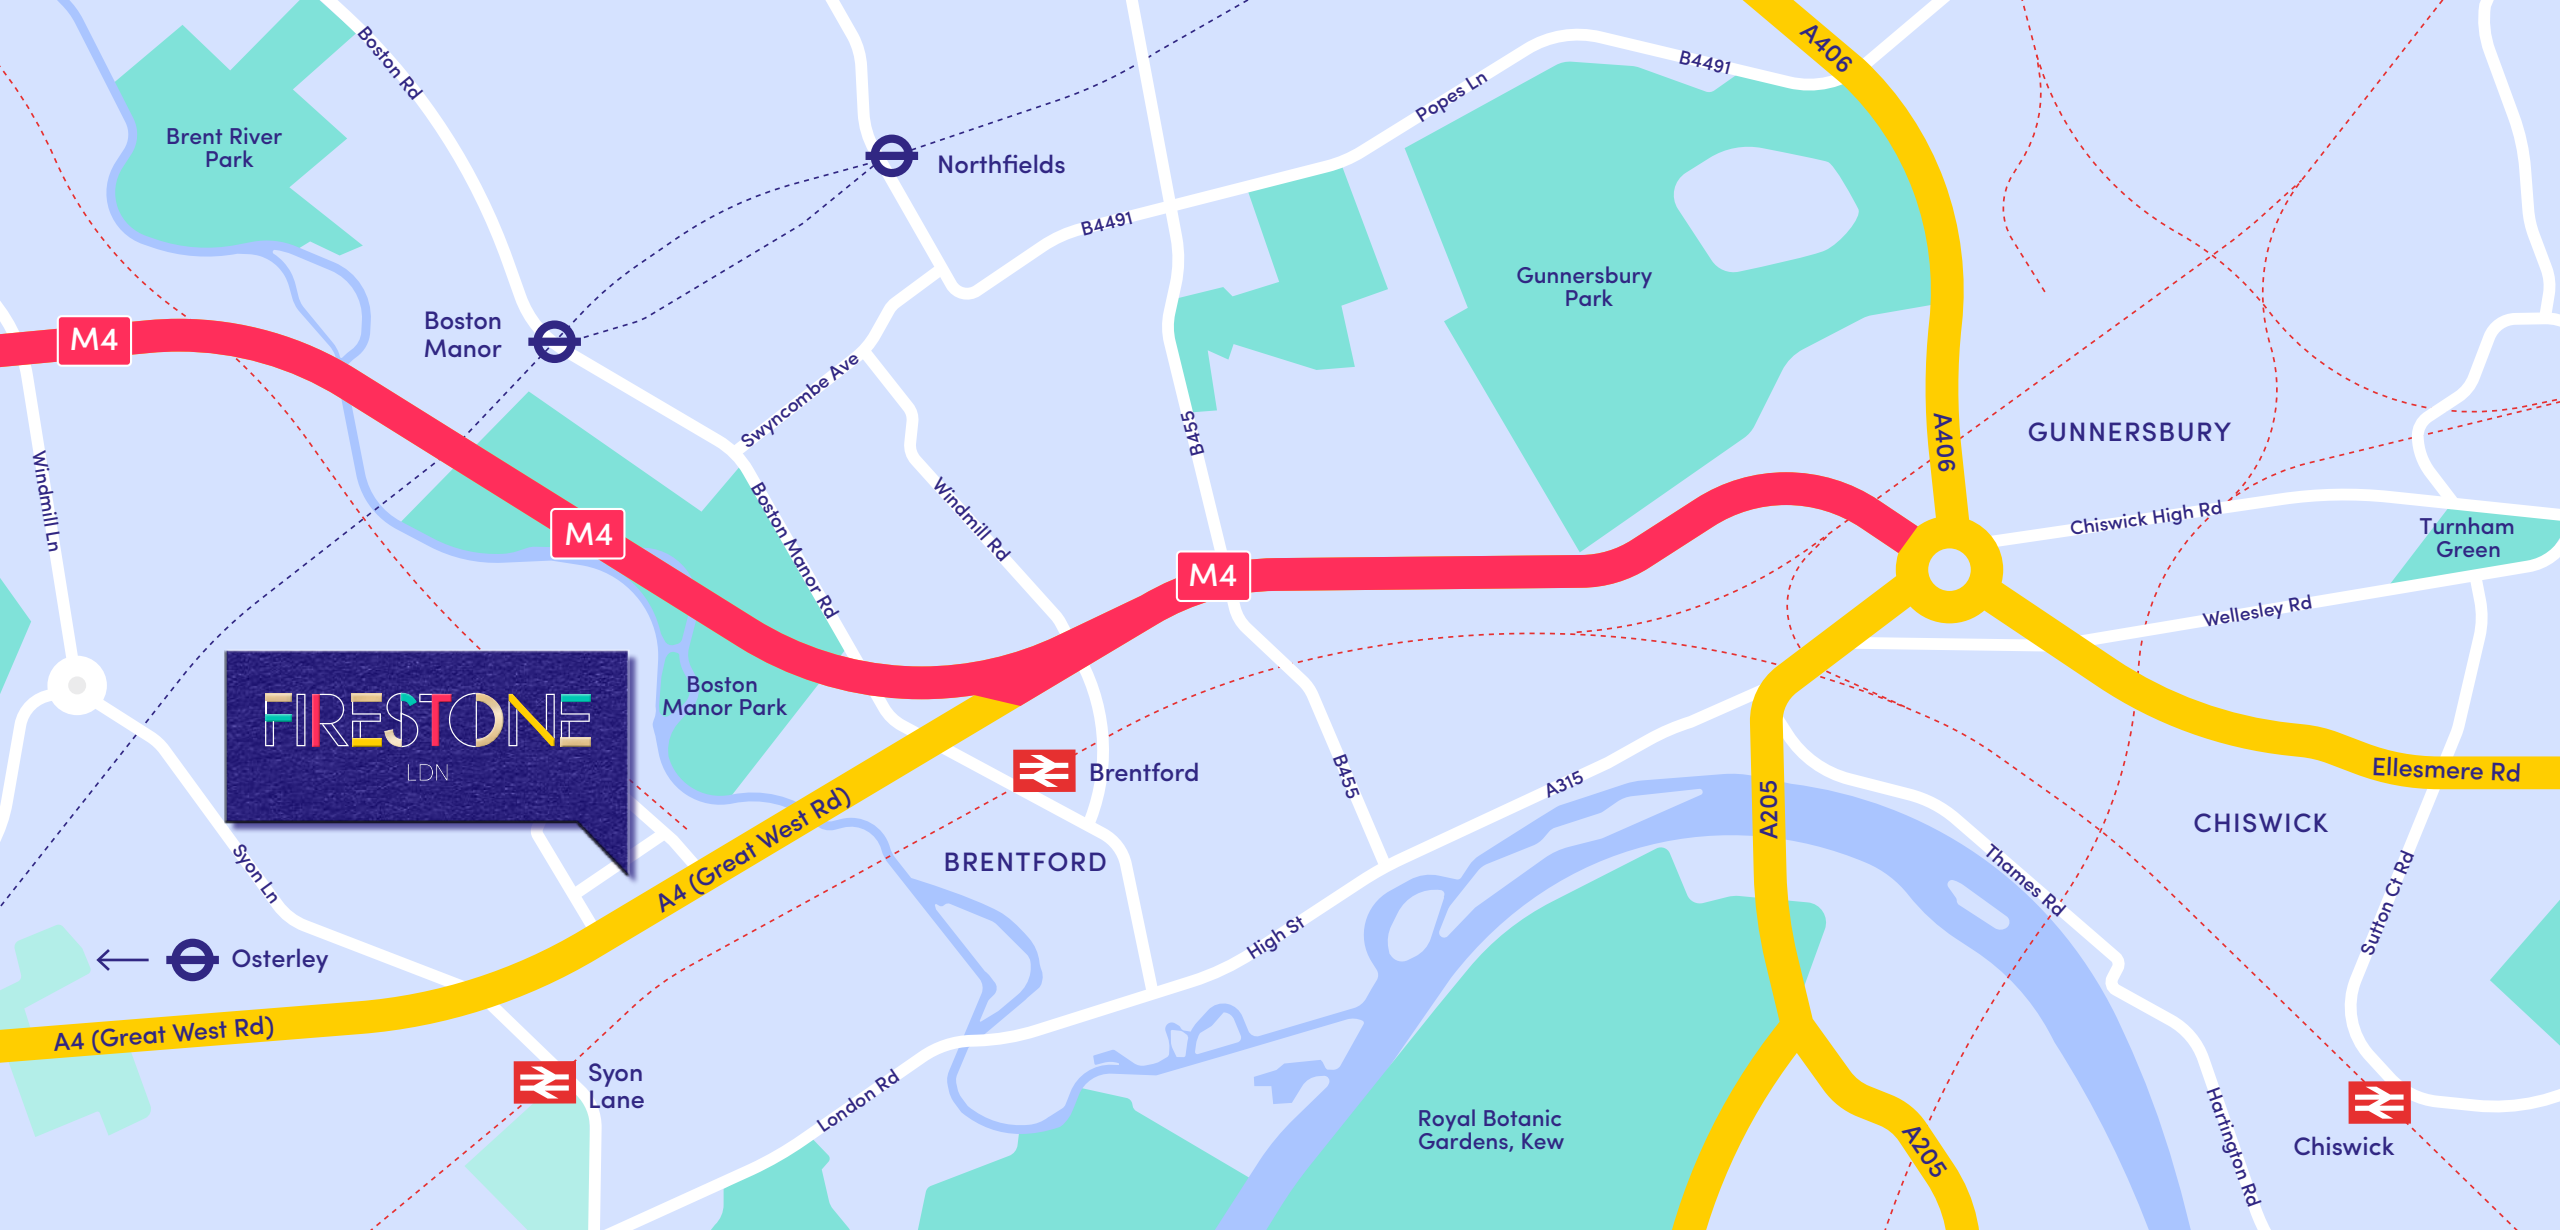 Boston Rd
A406
B4491
Popes Ln
Brent River
Park
Northfields
B4491
Gunnersbury
Park
Boston
Manor
M4
Swyncombe Ave
B455
A406
GUNNERSBURY
Windmill Ln
M4
Boston Manor Rd
Windmill Rd
M4
Chiswick High Rd
Turnham
Green
Wellesley Rd
FIRESTONE
LDN
Boston
Manor Park
Brentford
B455
A315
A205
Ellesmere Rd
A4 (Great West Rd)
BRENTFORD
CHISWICK
Syon Ln
Thames Rd
Sutton Ct Rd
High St
Osterley
A4 (Great West Rd)
Syon
Lane
London Rd
Royal Botanic
Gardens, Kew
A205
Hartington Rd
Chiswick